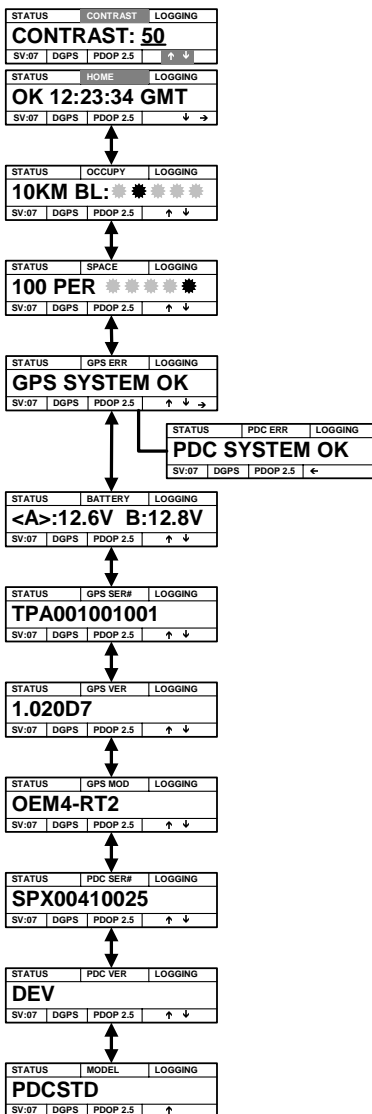 STATUS CONTRAST LOGGING
CONTRAST: 50
SV:07 DGPS PDOP 2.5 ↑ ↓
STATUS HOME LOGGING
OK 12:23:34 GMT
SV:07 DGPS PDOP 2.5 ↓ →
STATUS OCCUPY LOGGING
10KM BL:
SV:07 DGPS PDOP 2.5 ↑ ↓
STATUS SPACE LOGGING
100 PER
SV:07 DGPS PDOP 2.5 ↑ ↓
STATUS GPS ERR LOGGING
GPS SYSTEM OK
SV:07 DGPS PDOP 2.5 ↑ ↓ →
STATUS PDC ERR LOGGING
PDC SYSTEM OK
SV:07 DGPS PDOP 2.5 ←
STATUS BATTERY LOGGING
<A>:12.6V B:12.8V
SV:07 DGPS PDOP 2.5 ↑ ↓
STATUS GPS SER# LOGGING
TPA001001001
SV:07 DGPS PDOP 2.5 ↑ ↓
STATUS GPS VER LOGGING
1.020D7
SV:07 DGPS PDOP 2.5 ↑ ↓
STATUS GPS MOD LOGGING
OEM4-RT2
SV:07 DGPS PDOP 2.5 ↑ ↓
STATUS PDC SER# LOGGING
SPX00410025
SV:07 DGPS PDOP 2.5 ↑ ↓
STATUS PDC VER LOGGING
DEV
SV:07 DGPS PDOP 2.5 ↑ ↓
STATUS MODEL LOGGING
PDCSTD
SV:07 DGPS PDOP 2.5 ↑